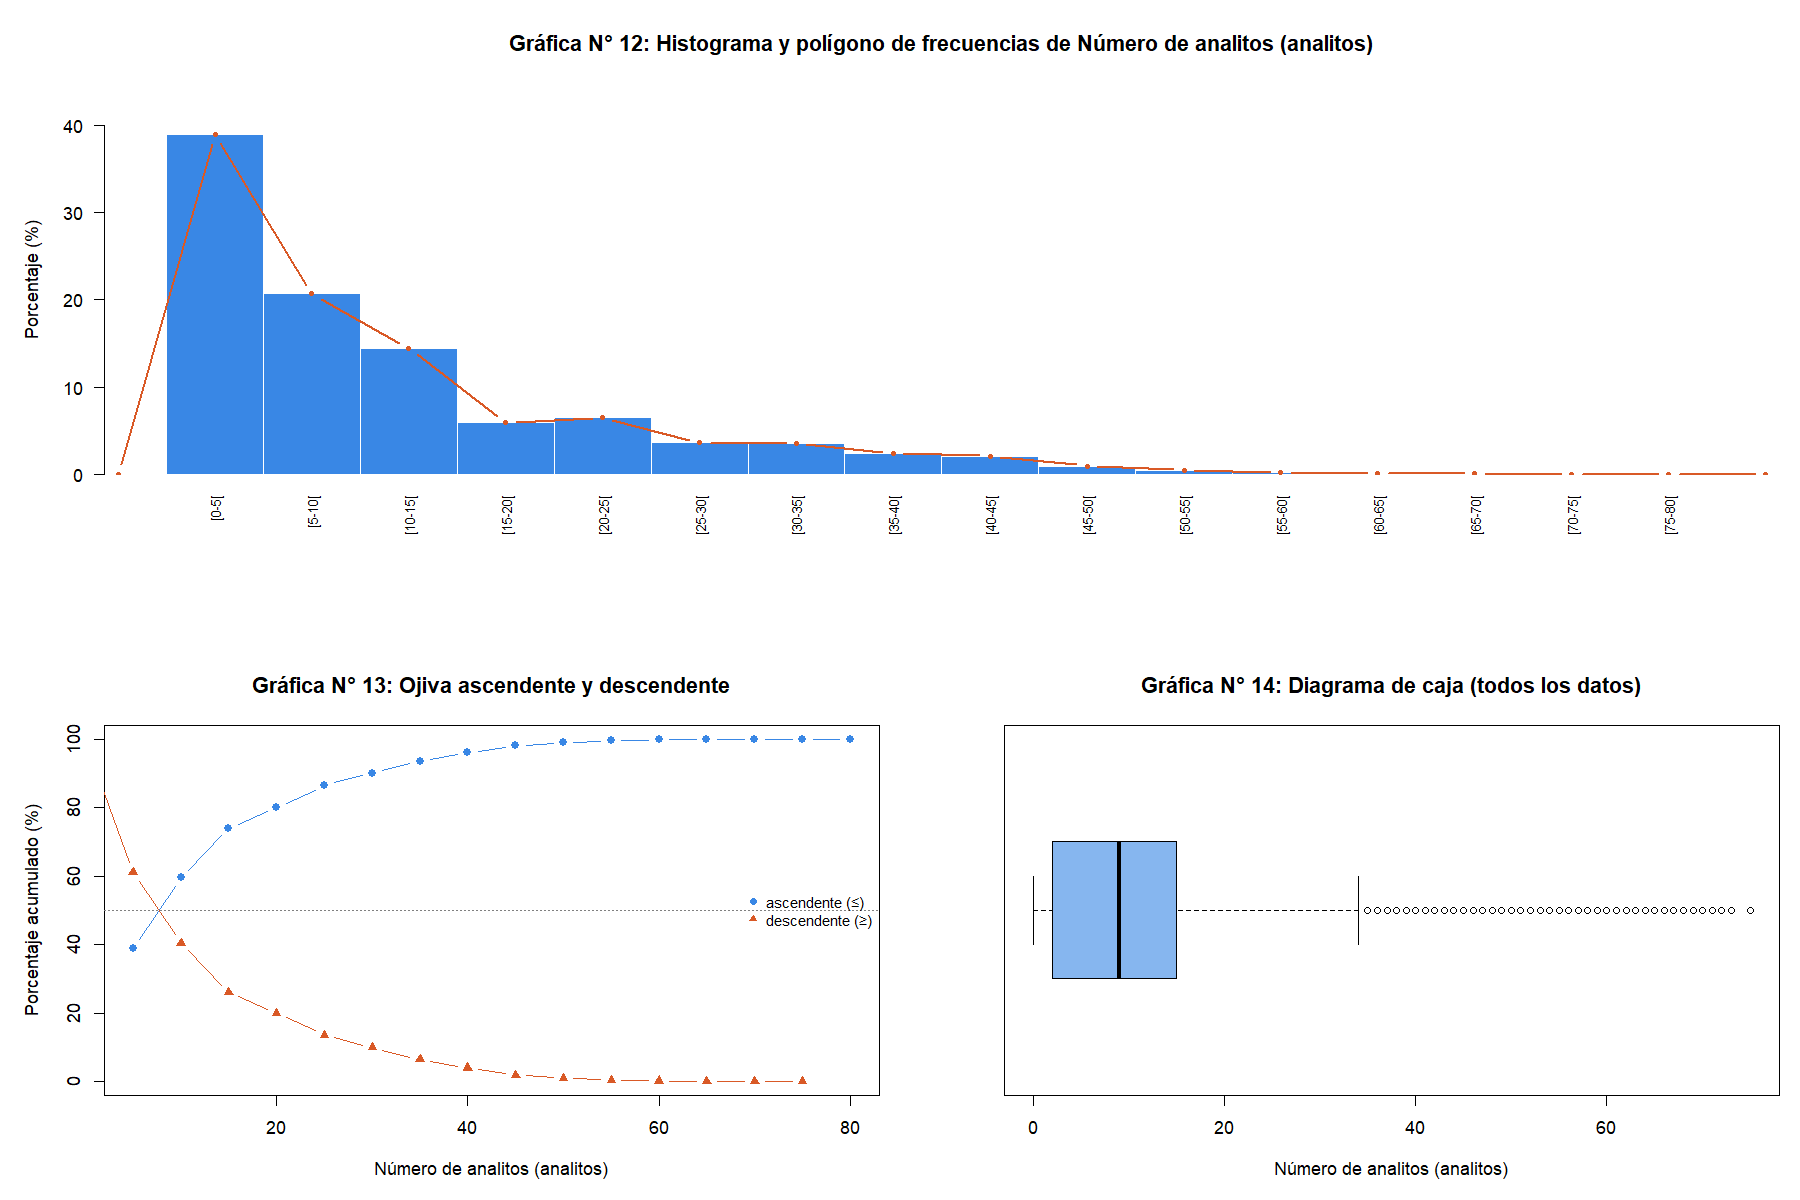 Gráfica N° 12: Histograma y polígono de frecuencias de Número de analitos (analitos)
Porcentaje (%)
40
30
20
10
0
[0-5[
[5-10[
[10-15[
[15-20[
[20-25[
[25-30[
[30-35[
[35-40[
[40-45[
[45-50[
[50-55[
[55-60[
[60-65[
[65-70[
[70-75[
[75-80[
Gráfica N° 13: Ojiva ascendente y descendente
Porcentaje acumulado (%)
100
80
60
40
20
0
ascendente (≤)
descendente (≥)
20 40 60 80
Número de analitos (analitos)
Gráfica N° 14: Diagrama de caja (todos los datos)
0 20 40 60
Número de analitos (analitos)